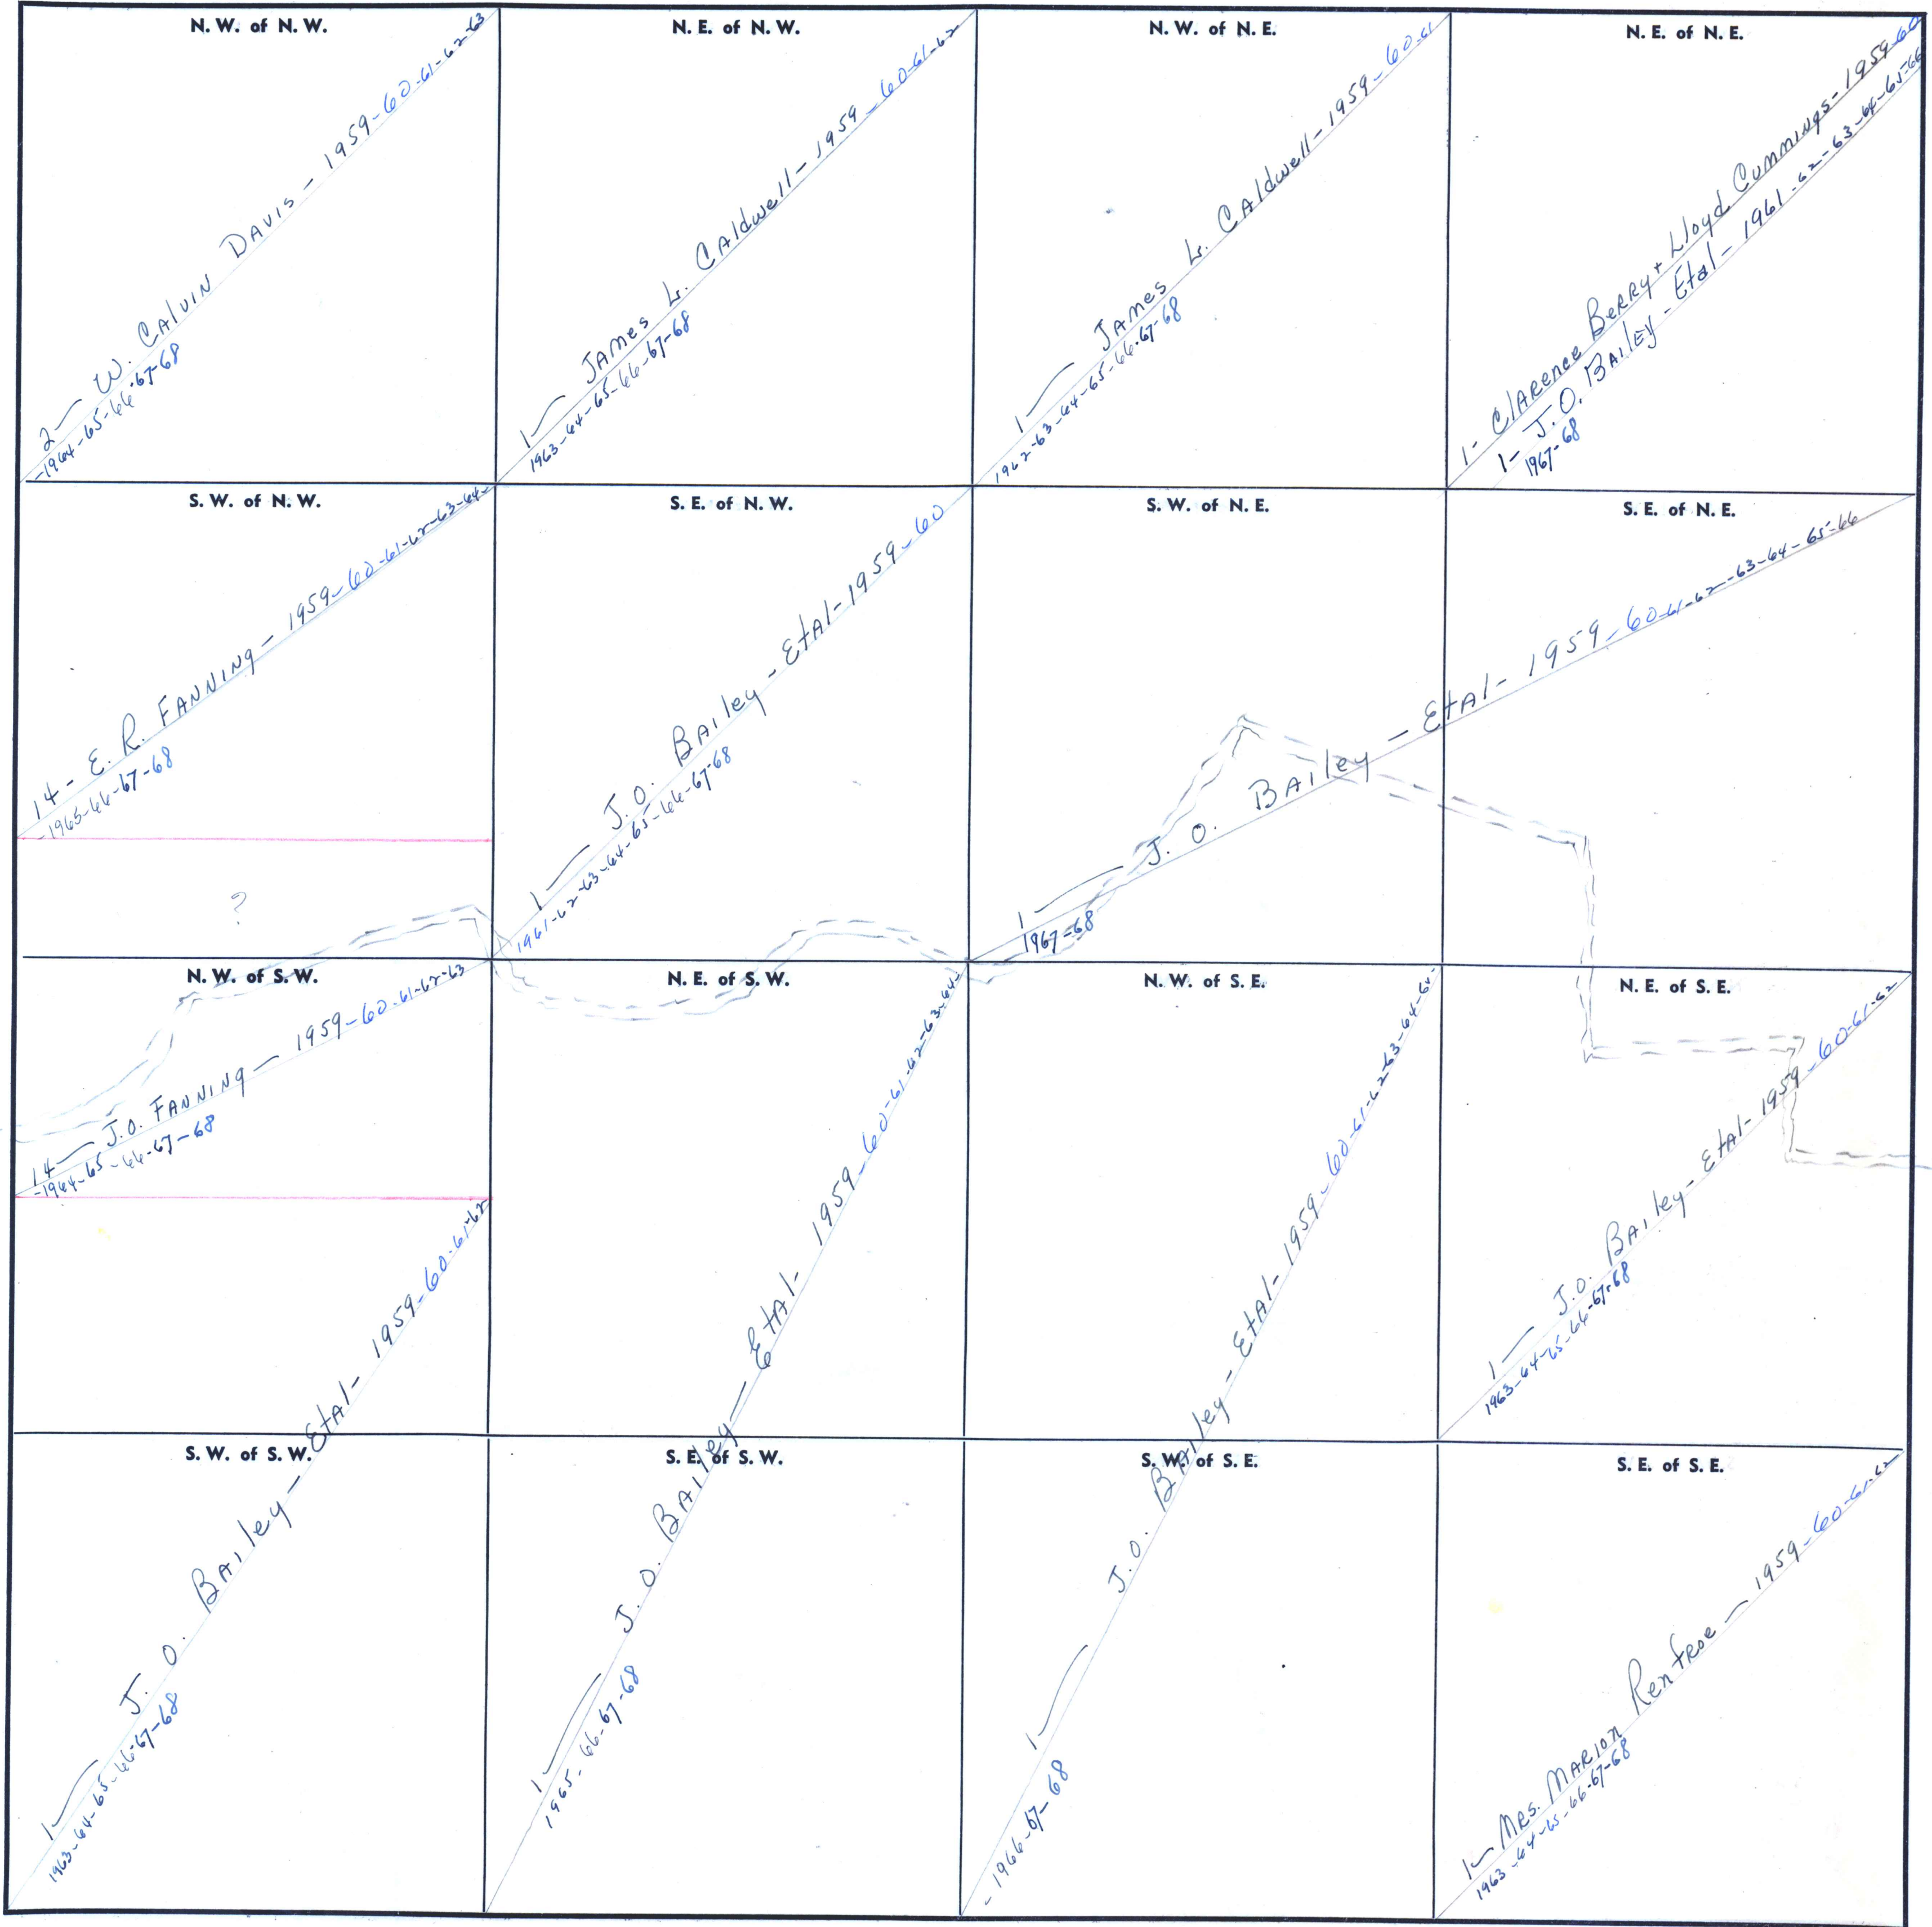 N. W. of N. W.
2- W. CALVIN DAVIS - 1959-60-61-62-63
-1964-65-66-67-68
N. E. of N. W.
1- JAMES L. CALdwell - 1959-60-61-62
1963-64-65-66-67-68
N. W. of N. E.
1- JAMES L. CALdwell - 1959-60-61
1962-63-64-65-66-67-68
N. E. of N. E.
1- ClARence BeRRy + Lloyd Cummings - 1959-60
1- J. O. BAILEY - Etal - 1961-62-63-64-65-66
1967-68
S. W. of N. W.
14- E. R. FANNINg - 1959-60-61-62-63-64-
-1965-66-67-68
?
S. E. of N. W.
1- J. O. BAIley - EtAl - 1959-60
1961-62-63-64-65-66-67-68
S. W. of N. E.
S. E. of N. E.
1- J. O. BAIley - EtAl - 1959-60-61-62-63-64-65-66
1967-68
N. W. of S. W.
14- J.O. FANNINg - 1959-60-61-62-63
-1964-65-66-67-68
N. E. of S. W.
N. W. of S. E.
N. E. of S. E.
1- J.O. BAIley - EtAl - 1959-60-61-62
1963-64-65-66-67-68
S. W. of S. W.
1- J. O. BAIley - EtAl - 1959-60-61-62
1963-64-65-66-67-68
S. E. of S. W.
1- J. O. BAIley - EtAl - 1959-60-61-62-63-64-
1965-66-67-68
S. W. of S. E.
1- J.O. BAIley - EtAl - 1959-60-61-62-63-64-65-
-1966-67-68
S. E. of S. E.
1- MRS. MARION RenfRoe - 1959-60-61-62
1963-64-65-66-67-68